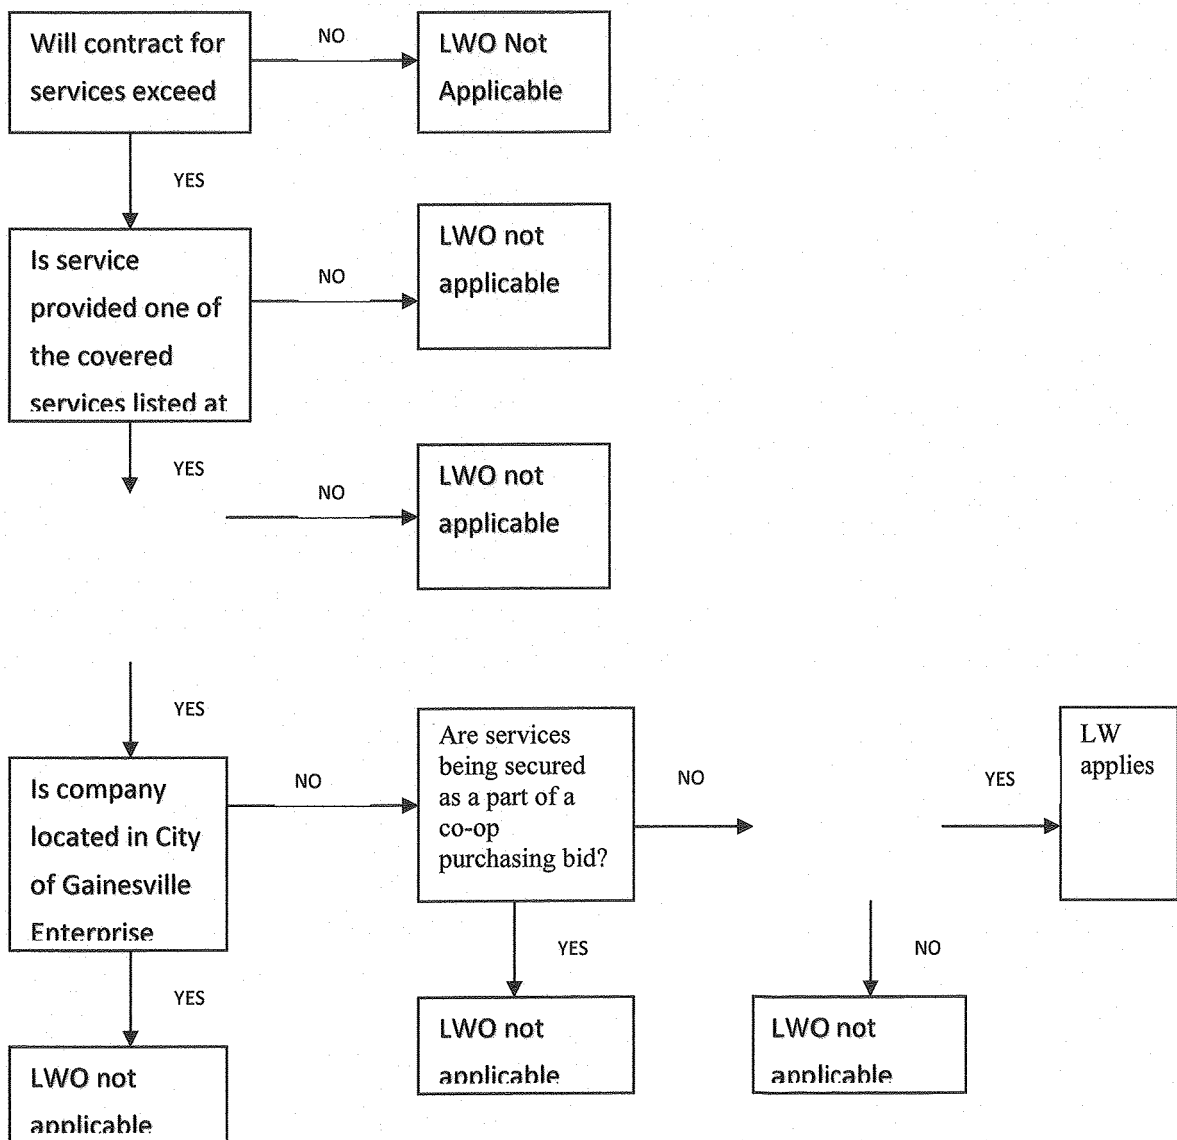 Will contract for
services exceed
NO
LWO Not
Applicable
YES
Is service
provided one of
the covered
services listed at
NO
LWO not
applicable
YES
NO
LWO not
applicable
YES
Is company
located in City
of Gainesville
Enterprise
NO
Are services
being secured
as a part of a
co-op
purchasing bid?
NO
YES
LW
applies
YES
LWO not
applicable
YES
LWO not
applicable
NO
LWO not
applicable